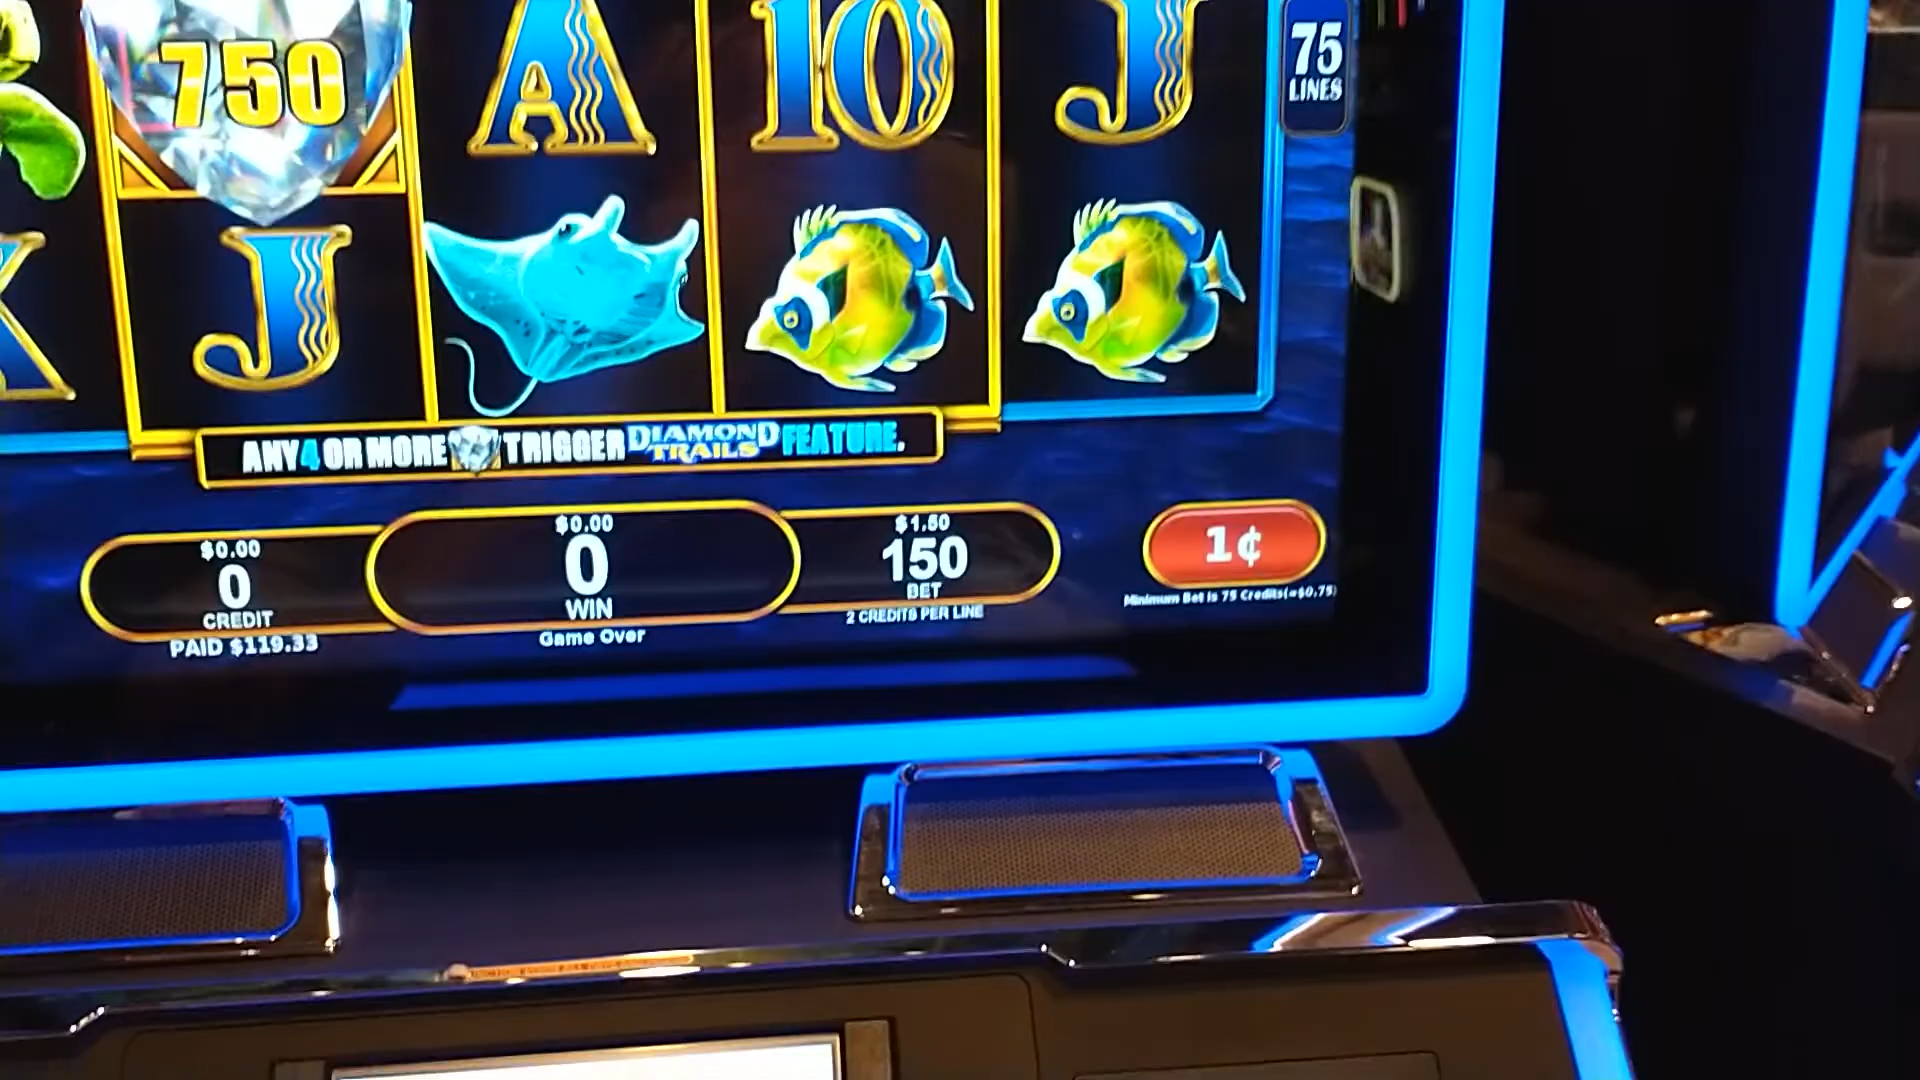 750
A
A
10
J
75
LINES
J
ANY 4 OR MORE TRIGGER DIAMOND TRAILS FEATURE.
$0.00
0
CREDIT
PAID $119.33
$0.00
0
WIN
Game Over
$1.50
150
BET
2 CREDITS PER LINE
1¢
Minimum Bet is 75 Credits(=$0.75)